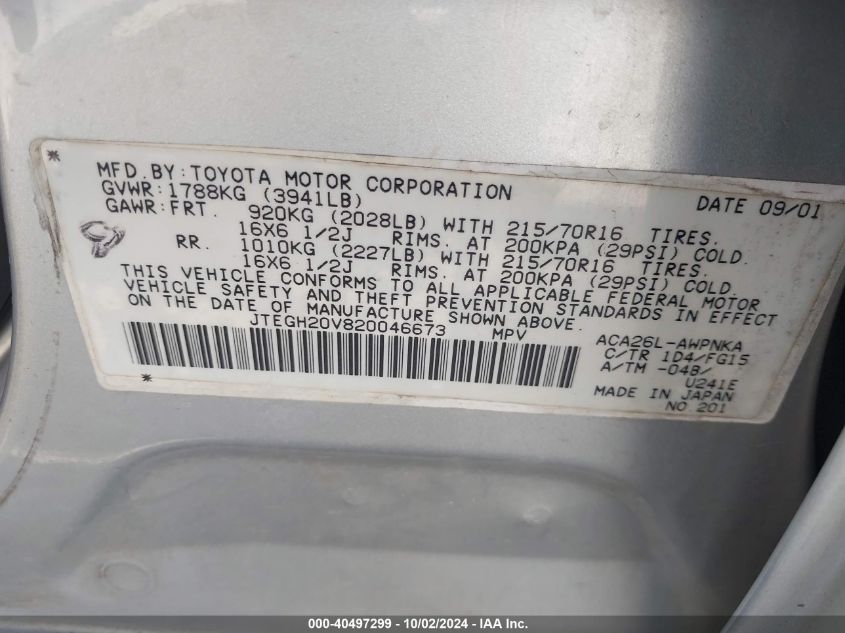 MFD.BY:TOYOTA MOTOR CORPORATION DATE 09/01
GVWR:1788KG (3941LB)
GAWR:FRT. 920KG (2028LB) WITH 215/70R16 TIRES.
16X6 1/2J RIMS. AT 200KPA (29PSI) COLD.
RR. 1010KG (2227LB) WITH 215/70R16 TIRES.
16X6 1/2J RIMS. AT 200KPA (29PSI) COLD.
THIS VEHICLE CONFORMS TO ALL APPLICABLE FEDERAL MOTOR
VEHICLE SAFETY AND THEFT PREVENTION STANDARDS IN EFFECT
ON THE DATE OF MANUFACTURE SHOWN ABOVE.
JTEGH20V820046673 MPV
ACA26L-AWPNKA
C/TR 1D4/FG15
A/TM -04B/
U241E
MADE IN JAPAN
NO 201
000-40497299 - 10/02/2024 - IAA Inc.